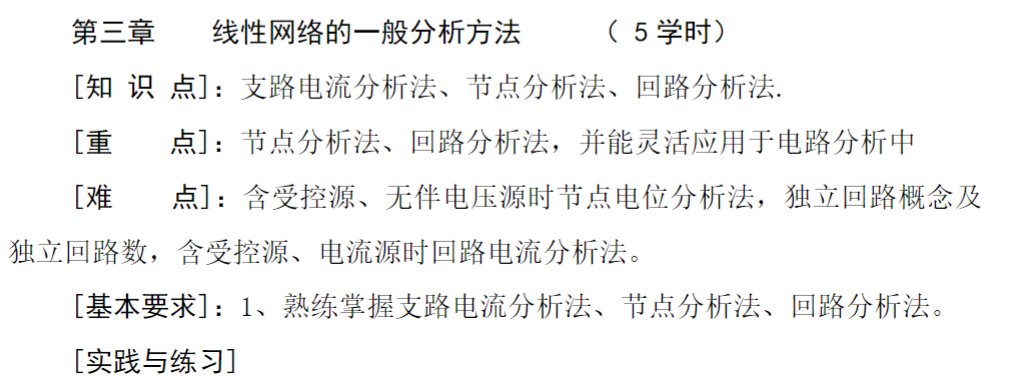 第三章　　线性网络的一般分析方法　　　（ 5学时）
[知 识 点]：支路电流分析法、节点分析法、回路分析法.
[重　　点]：节点分析法、回路分析法，并能灵活应用于电路分析中
[难　　点]：含受控源、无伴电压源时节点电位分析法，独立回路概念及
独立回路数，含受控源、电流源时回路电流分析法。
[基本要求]：1、熟练掌握支路电流分析法、节点分析法、回路分析法。
[实践与练习]